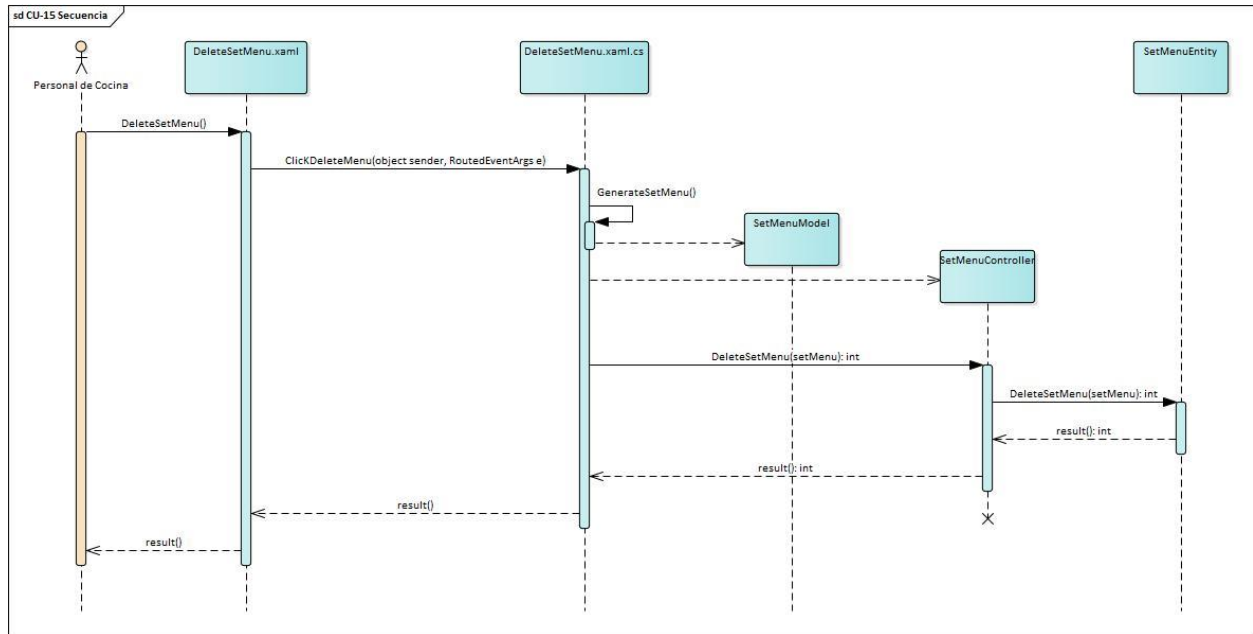 sd CU-15 Secuencia
DeleteSetMenu.xaml
DeleteSetMenu.xaml.cs
SetMenuEntity
Personal de Cocina
DeleteSetMenu()
ClicKDeleteMenu(object sender, RoutedEventArgs e)
GenerateSetMenu()
SetMenuModel
SetMenuController
DeleteSetMenu(setMenu): int
DeleteSetMenu(setMenu): int
result(): int
result(): int
result()
result()